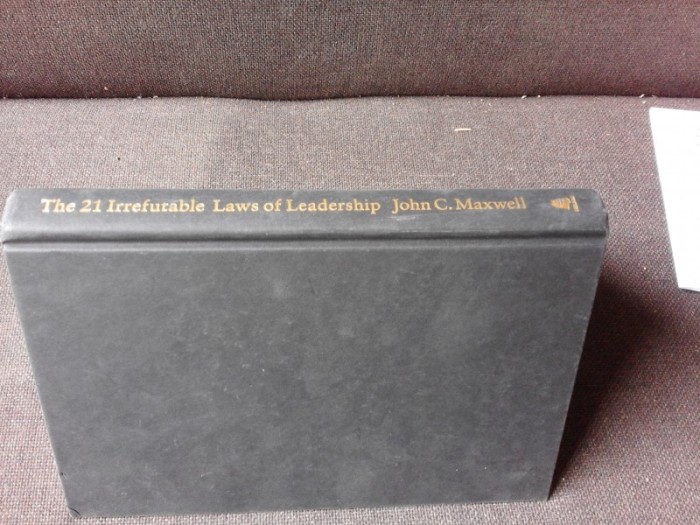 The 21 Irrefutable Laws of Leadership John C. Maxwell